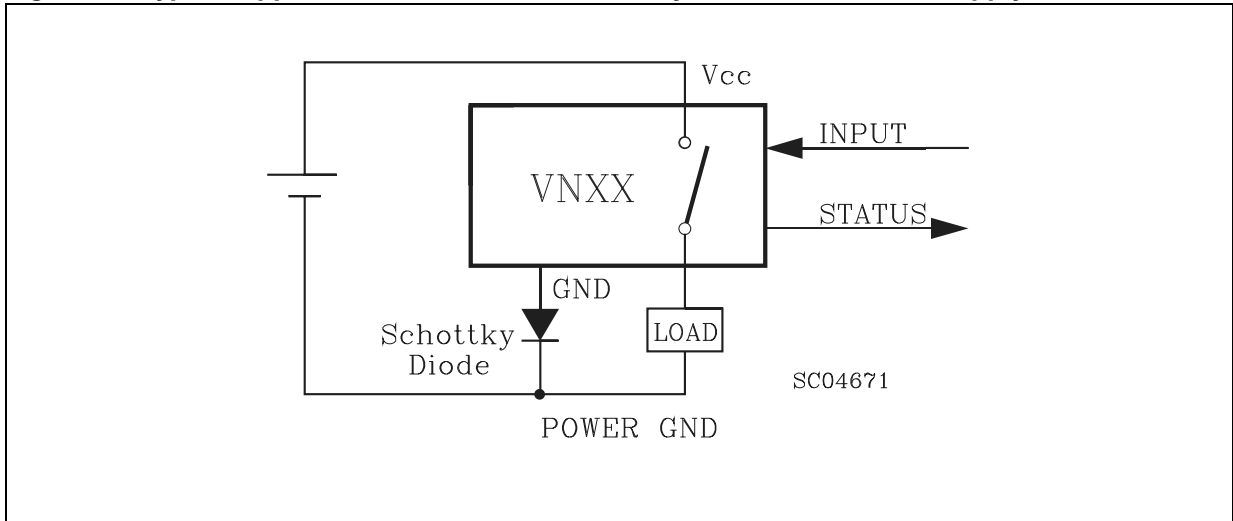 Vcc
INPUT
VNXX
STATUS
GND
Schottky
Diode
LOAD
SC04671
POWER GND